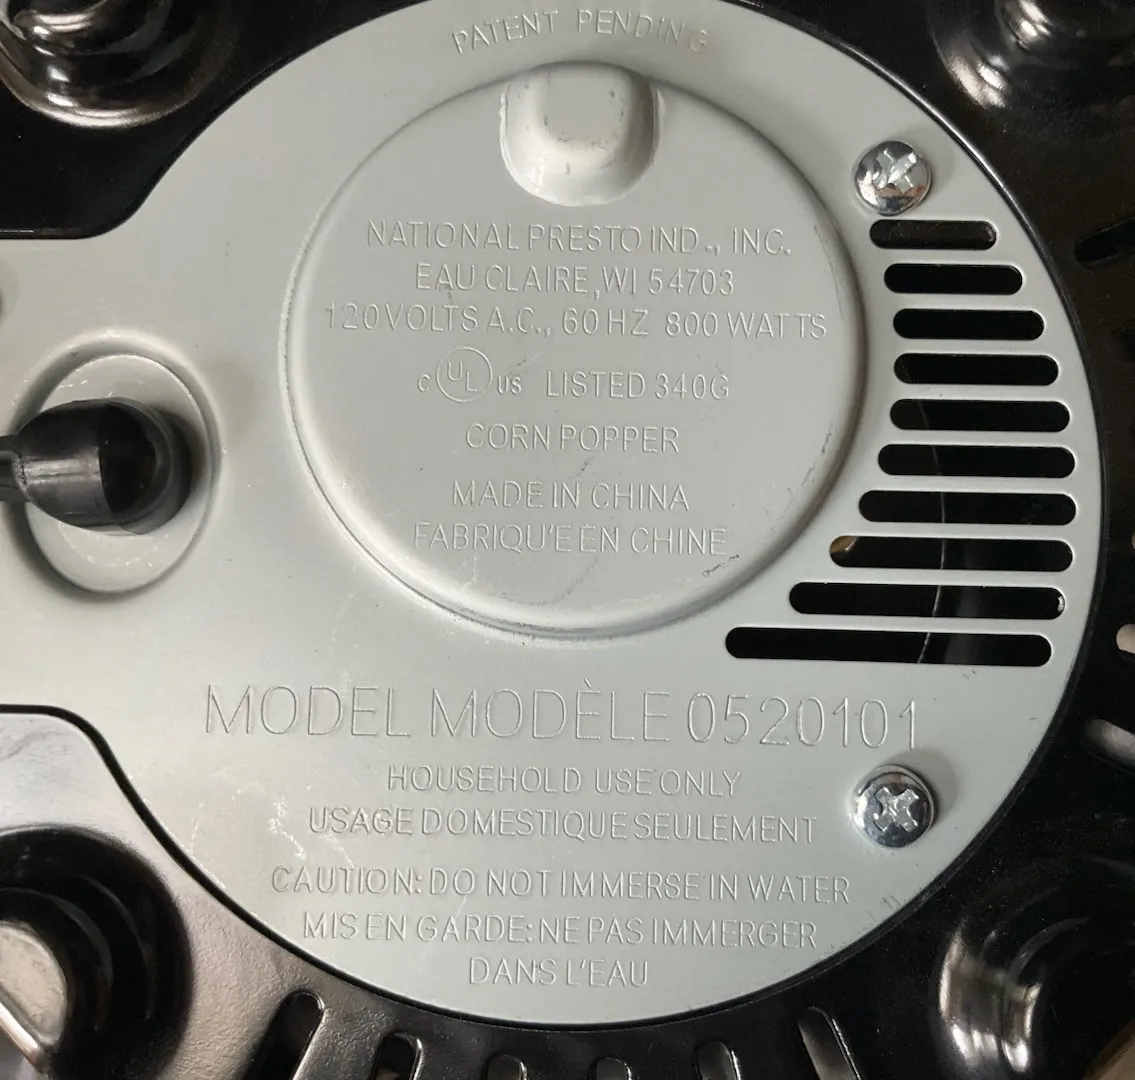 PATENT PENDING
NATIONAL PRESTO IND., INC.
EAU CLAIRE, WI 54703
120 VOLTS A.C., 60 HZ 800 WATTS
C UL US LISTED 340G
CORN POPPER
MADE IN CHINA
FABRIQU'E EN CHINE
MODEL MODÈLE 0520101
HOUSEHOLD USE ONLY
USAGE DOMESTIQUE SEULEMENT
CAUTION: DO NOT IMMERSE IN WATER
MIS EN GARDE: NE PAS IMMERGER
DANS L'EAU